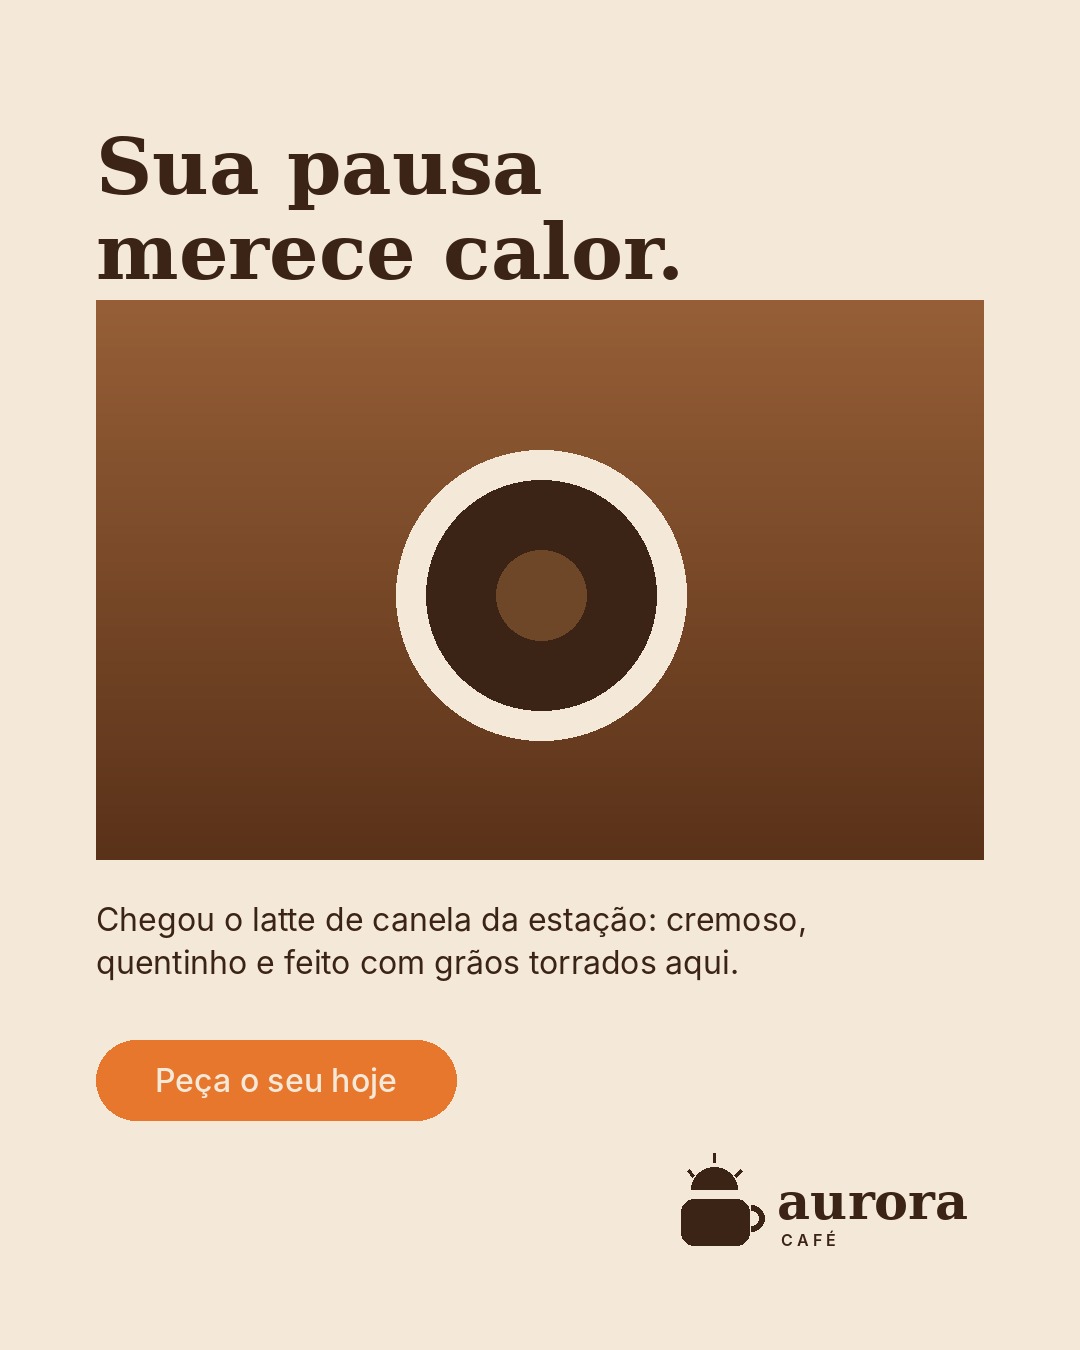 Sua pausa
merece calor.
Chegou o latte de canela da estação: cremoso,
quentinho e feito com grãos torrados aqui.
Peça o seu hoje
aurora
CAFÉ